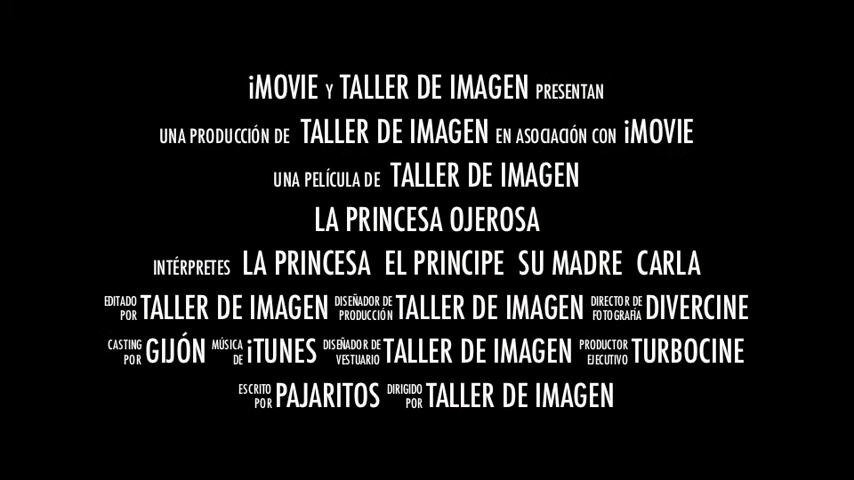 iMOVIE Y TALLER DE IMAGEN PRESENTAN
UNA PRODUCCIÓN DE TALLER DE IMAGEN EN ASOCIACIÓN CON iMOVIE
UNA PELÍCULA DE TALLER DE IMAGEN
LA PRINCESA OJEROSA
INTÉRPRETES LA PRINCESA EL PRINCIPE SU MADRE CARLA
EDITADO POR TALLER DE IMAGEN DISEÑADOR DE PRODUCCIÓN TALLER DE IMAGEN DIRECTOR DE FOTOGRAFÍA DIVERCINE
CASTING POR GIJÓN MÚSICA DE iTUNES DISEÑADOR DE VESTUARIO TALLER DE IMAGEN PRODUCTOR EJECUTIVO TURBOCINE
ESCRITO POR PAJARITOS DIRIGIDO POR TALLER DE IMAGEN